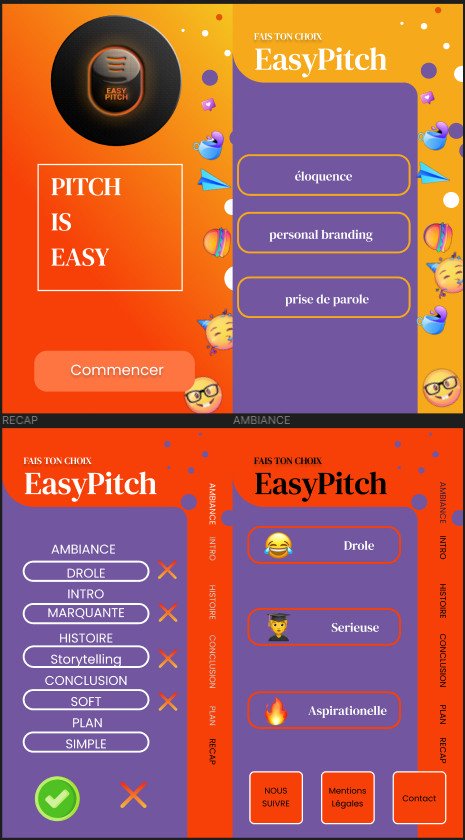 EASY
PITCH
PITCH
IS
EASY
Commencer
FAIS TON CHOIX
EasyPitch
éloquence
personal branding
prise de parole
RECAP
FAIS TON CHOIX
EasyPitch
AMBIANCE
DROLE
INTRO
MARQUANTE
HISTOIRE
Storytelling
CONCLUSION
SOFT
PLAN
SIMPLE
AMBIANCE
INTRO
HISTOIRE
CONCLUSION
PLAN
RECAP
AMBIANCE
FAIS TON CHOIX
EasyPitch
Drole
Serieuse
Aspirationelle
AMBIANCE
INTRO
HISTOIRE
CONCLUSION
PLAN
RECAP
NOUS
SUIVRE
Mentions
Légales
Contact